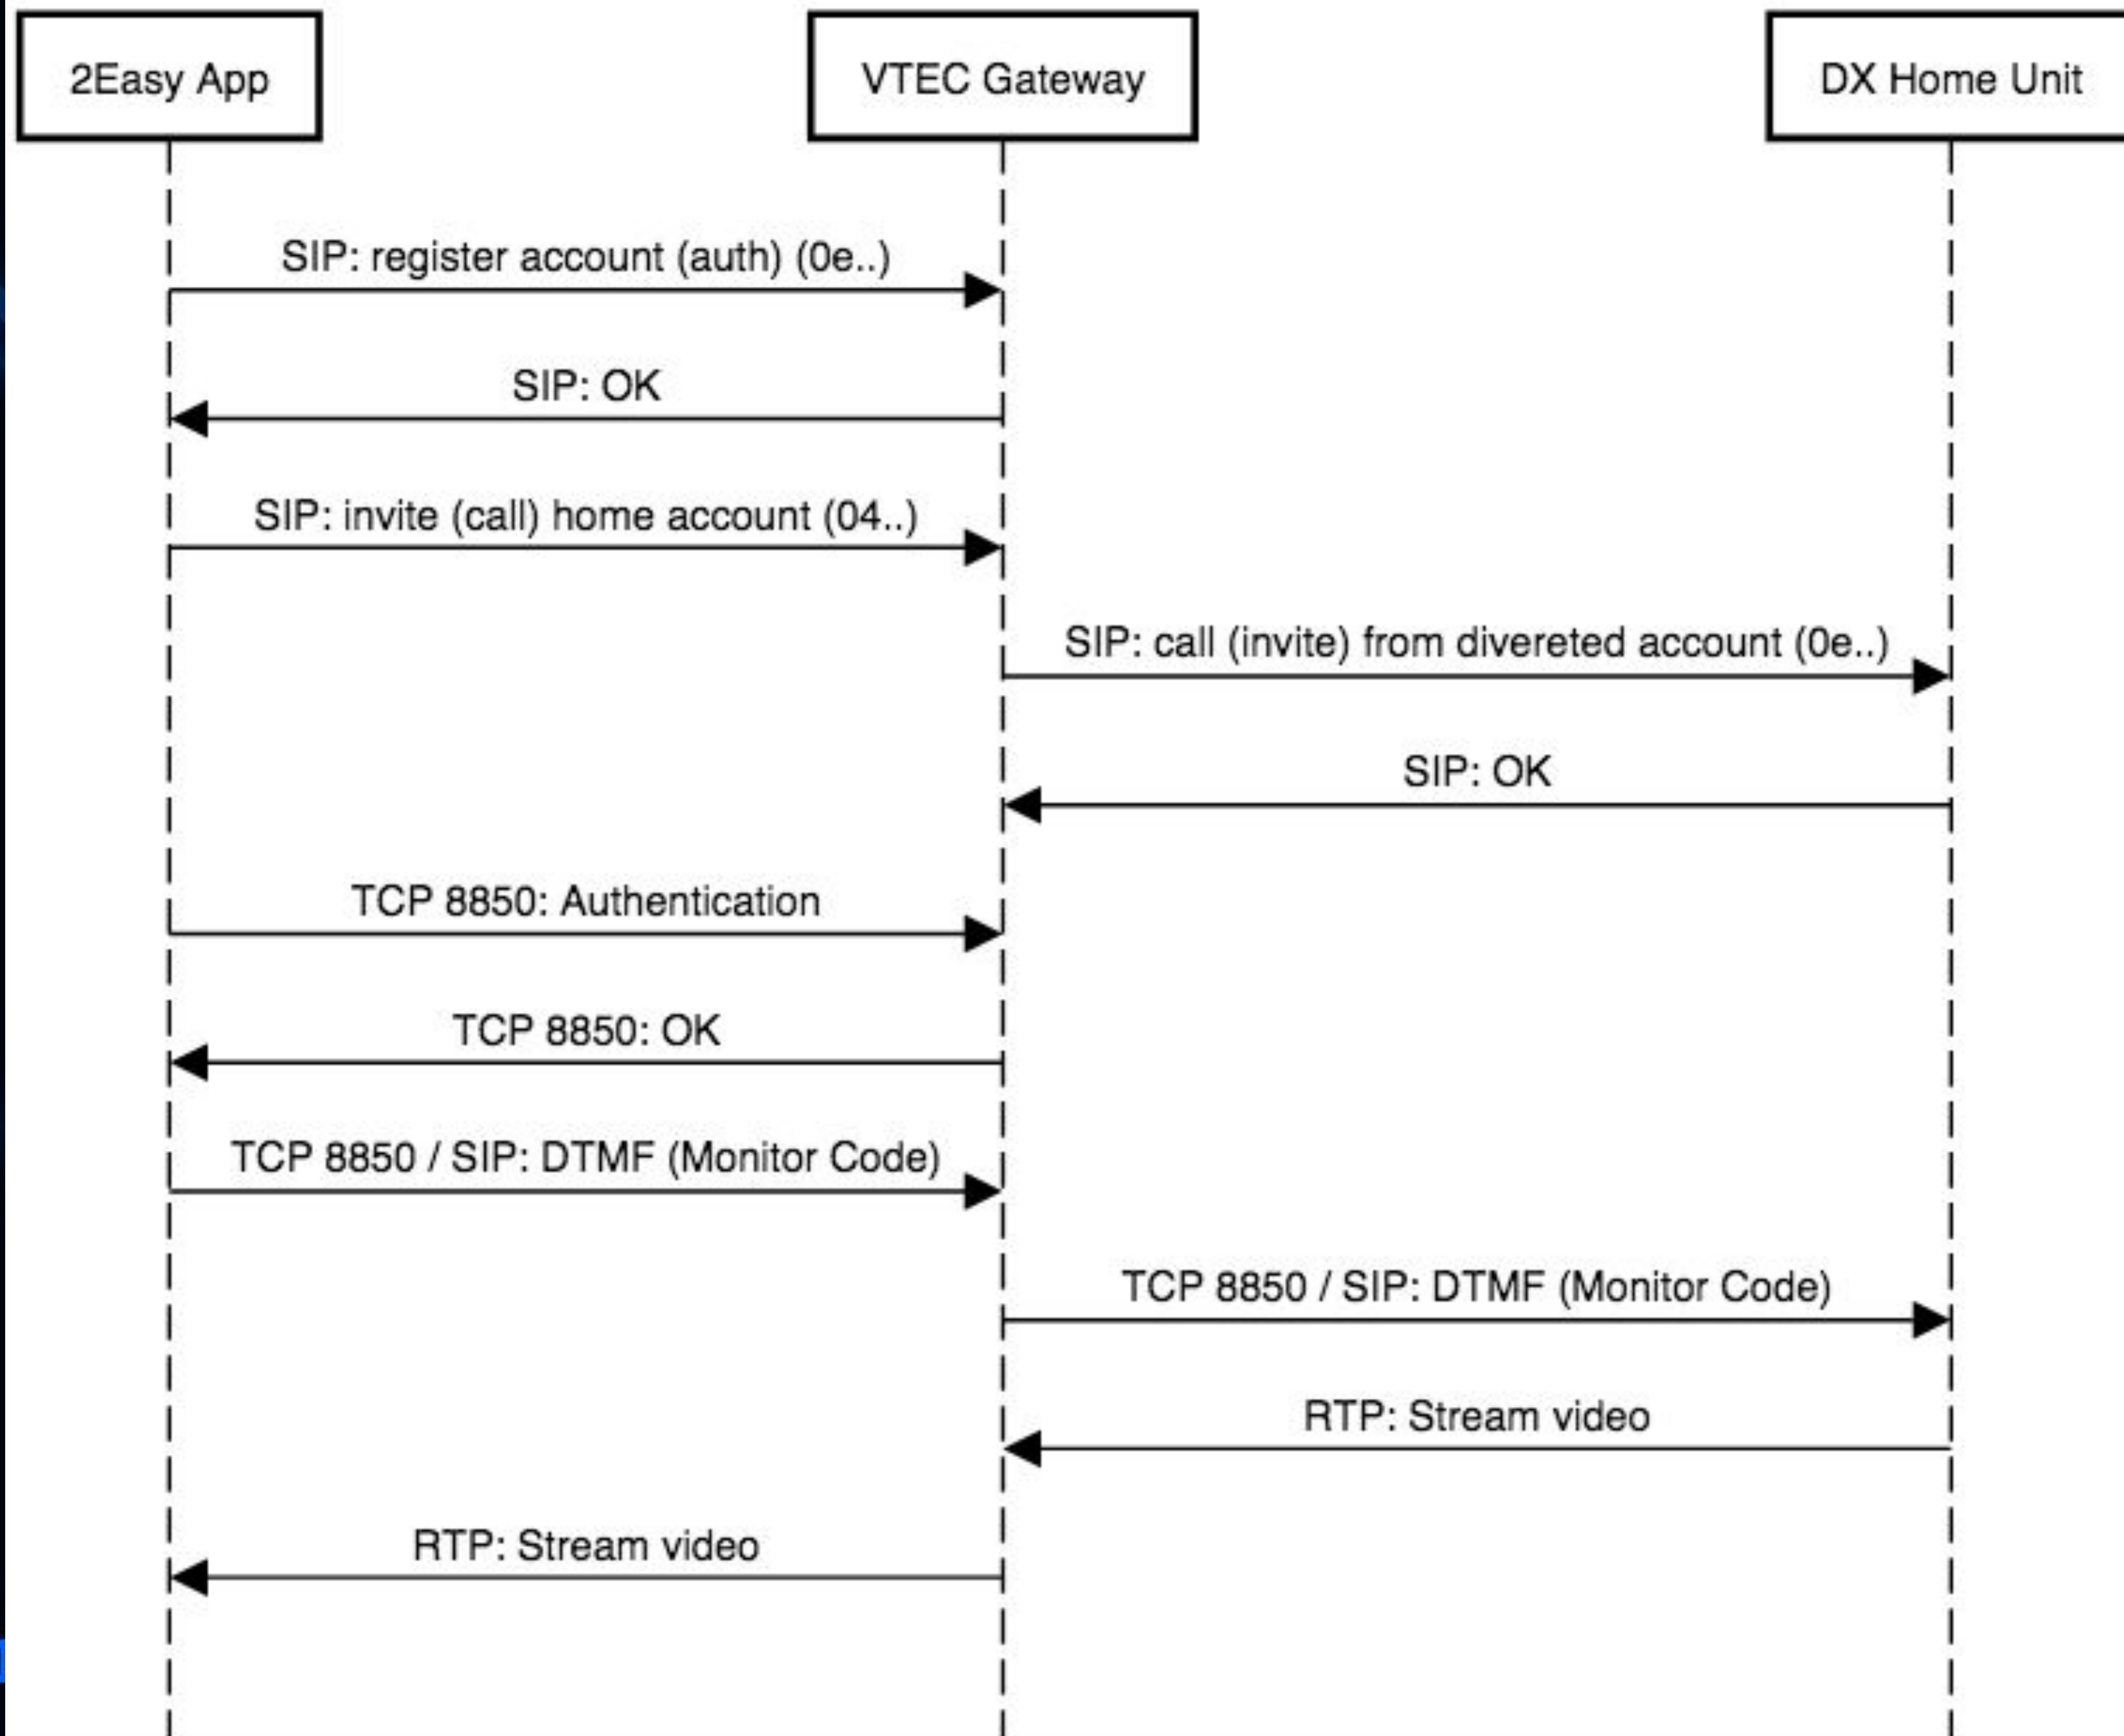 2Easy App
VTEC Gateway
DX Home Unit
SIP: register account (auth) (0e..)
SIP: OK
SIP: invite (call) home account (04..)
SIP: call (invite) from divereted account (0e..)
SIP: OK
TCP 8850: Authentication
TCP 8850: OK
TCP 8850 / SIP: DTMF (Monitor Code)
TCP 8850 / SIP: DTMF (Monitor Code)
RTP: Stream video
RTP: Stream video